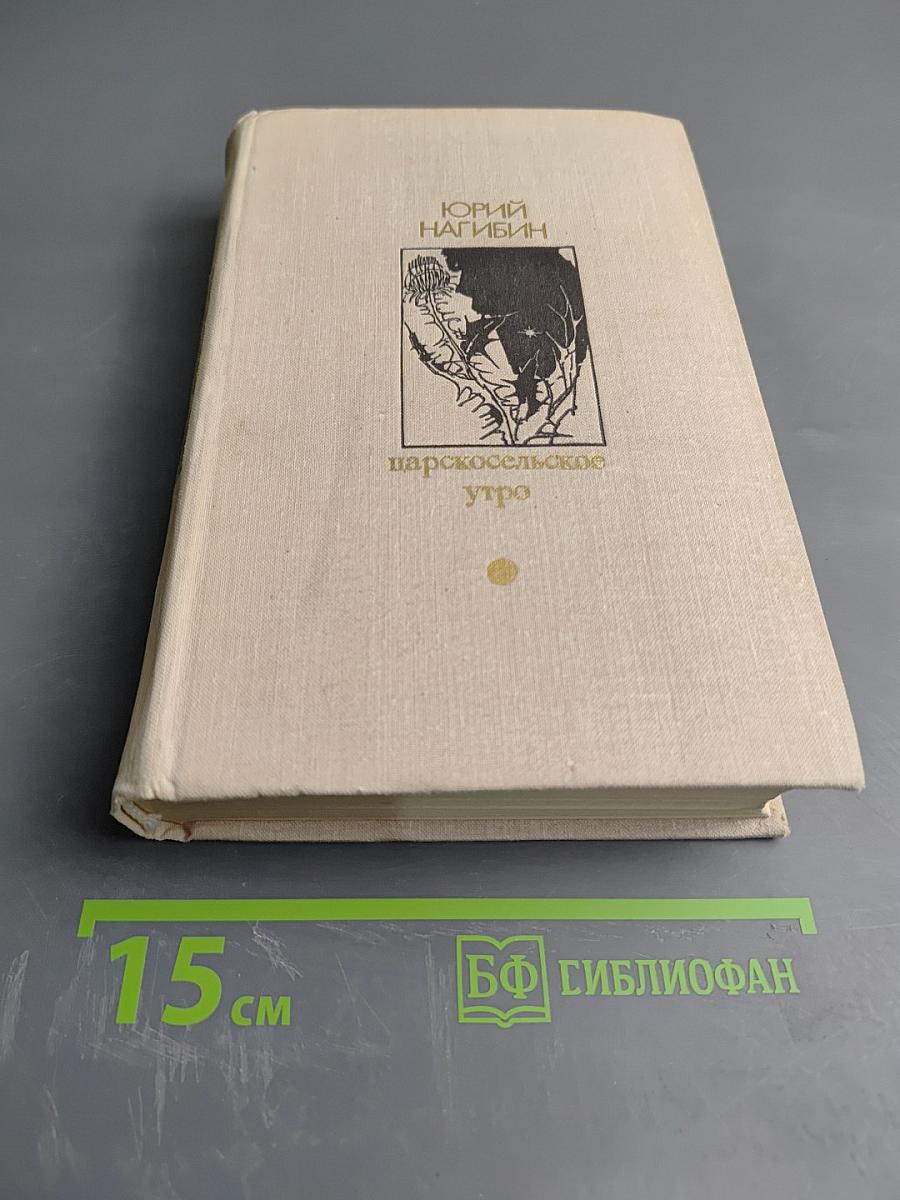 ЮРИЙ
НАГИБИН
царскосельское
утро
15 см
БФ БИБЛИОФАН